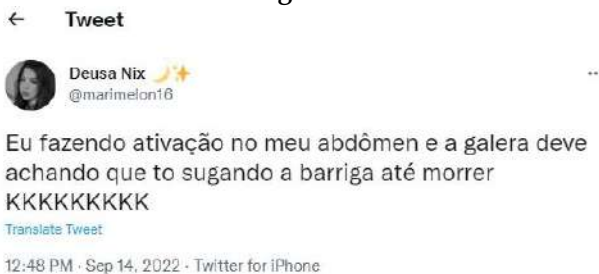 ← Tweet
Deusa Nix 🌙✨
@marimelon16
Eu fazendo ativação no meu abdômen e a galera deve
achando que to sugando a barriga até morrer
KKKKKKKKK
Translate Tweet
12:48 PM · Sep 14, 2022 · Twitter for iPhone